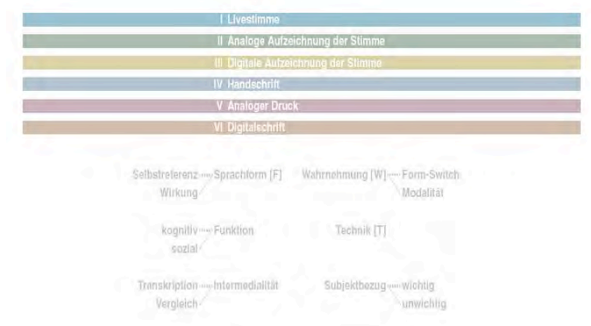 I Livestimme
II Analoge Aufzeichnung der Stimme
III Digitale Aufzeichnung der Stimme
IV Handschrift
V Analoger Druck
VI Digitalschrift
Selbstreferenz Sprachform [F] Wahrnehmung [W] Form-Switch
Wirkung Modalität
kognitiv Funktion Technik [T]
sozial
Transkription Intermedialität Subjektbezug wichtig
Vergleich unwichtig